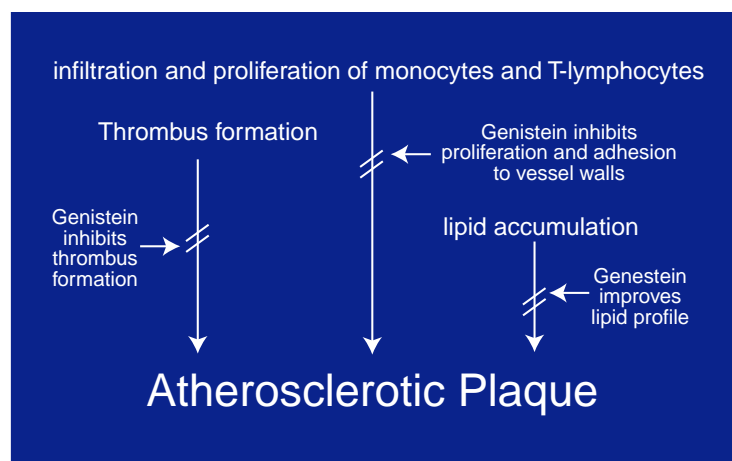 infiltration and proliferation of monocytes and T-lymphocytes
Thrombus formation
Genistein inhibits
proliferation and adhesion
to vessel walls
Genistein
inhibits
thrombus
formation
lipid accumulation
Genestein
improves
lipid profile
Atherosclerotic Plaque